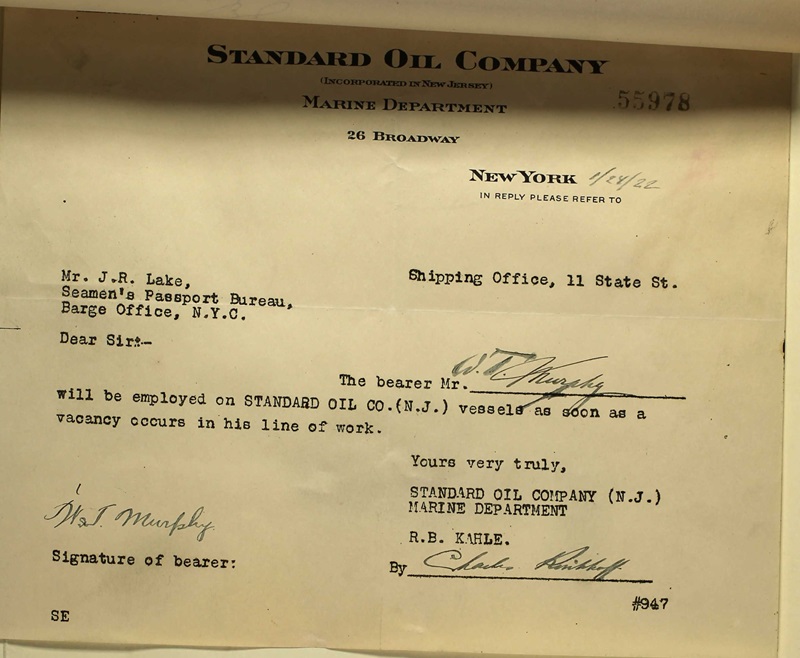 STANDARD OIL COMPANY
(INCORPORATED IN NEW JERSEY)
MARINE DEPARTMENT
55978
26 BROADWAY
NEW YORK 1/24/22
IN REPLY PLEASE REFER TO
Shipping Office, 11 State St.
Mr. J.R. Lake,
Seamen's Passport Bureau,
Barge Office, N.Y.C.
Dear Sir:-
The bearer Mr. W.T. Murphy
will be employed on STANDARD OIL CO.(N.J.) vessels as soon as a
vacancy occurs in his line of work.
Yours very truly,
STANDARD OIL COMPANY (N.J.)
MARINE DEPARTMENT
R.B. KAHLE.
Wm T. Murphy
Signature of bearer:
By Charles
#947
SE